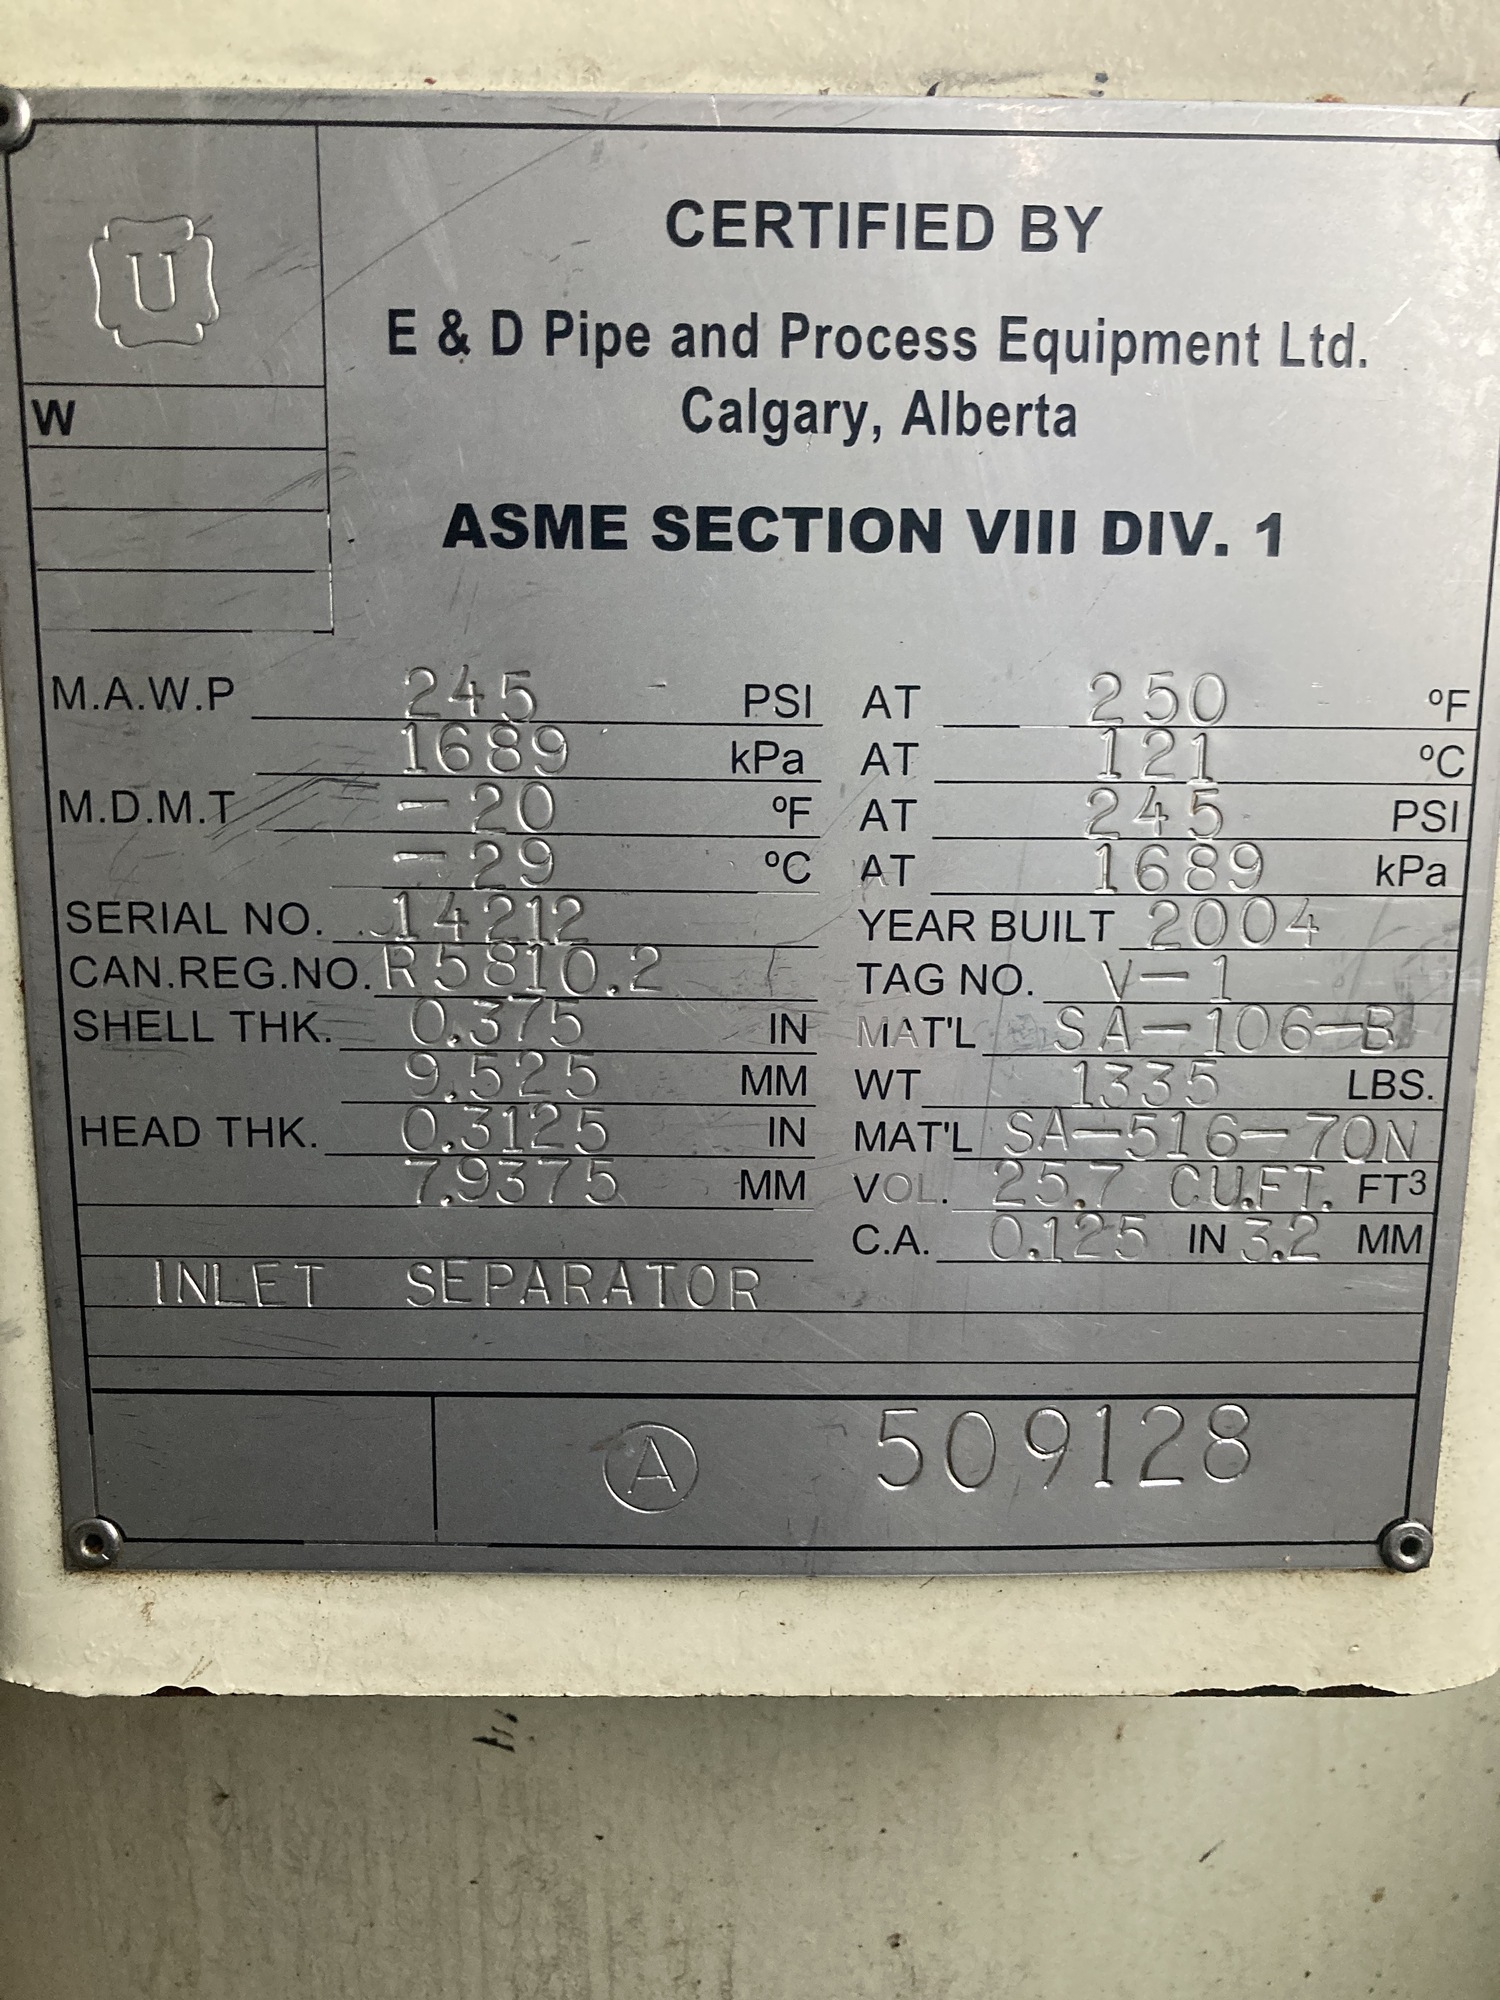 U
CERTIFIED BY
E & D Pipe and Process Equipment Ltd.
Calgary, Alberta
W
ASME SECTION VIII DIV. 1
M.A.W.P 245 PSI AT 250 ºF
1689 kPa AT 121 ºC
M.D.M.T -20 ºF AT 245 PSI
-29 ºC AT 1689 kPa
SERIAL NO. 14212 YEAR BUILT 2004
CAN.REG.NO. R5810.2 TAG NO. V-1
SHELL THK. 0.375 IN MAT'L SA-106-B
9.525 MM WT 1335 LBS.
HEAD THK. 0.3125 IN MAT'L SA-516-70N
7.9375 MM VOL. 25.7 CU.FT. FT³
C.A. 0.125 IN 3.2 MM
INLET SEPARATOR
A 509128